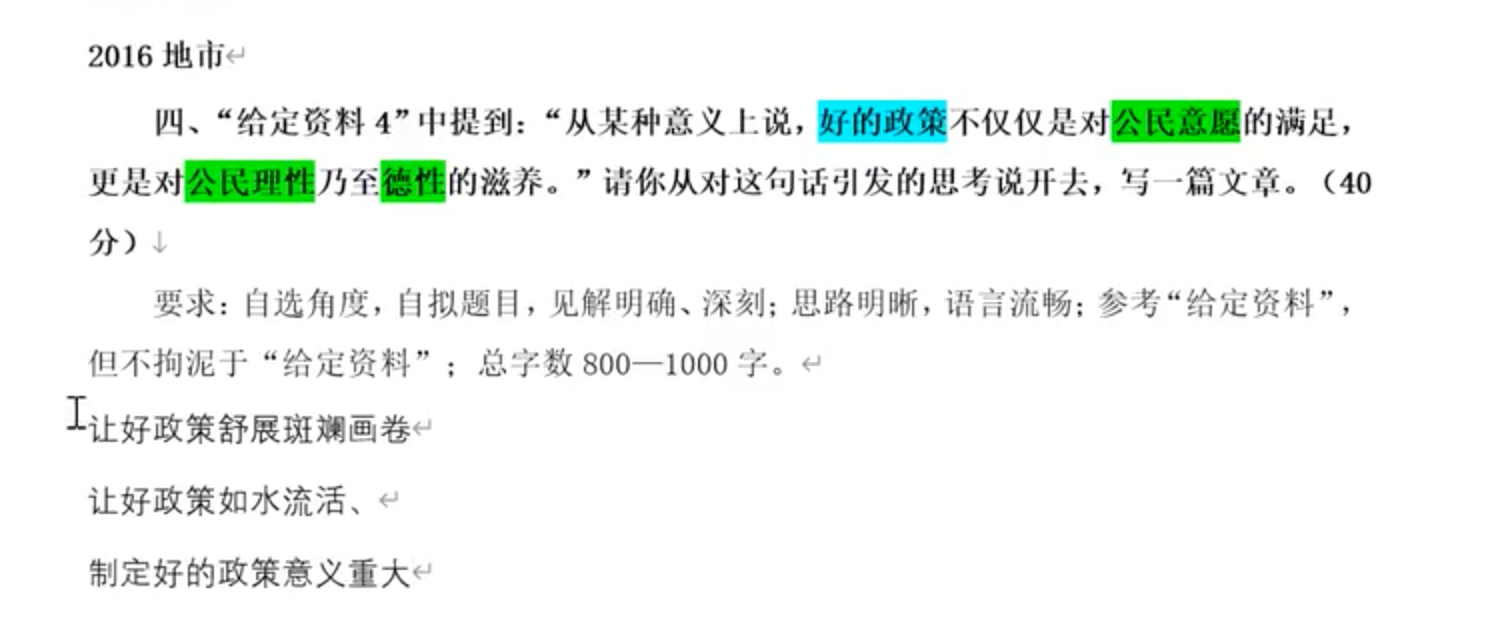 2016 地市
四、“给定资料 4”中提到：“从某种意义上说，好的政策不仅仅是对公民意愿的满足，
更是对公民理性乃至德性的滋养。”请你从对这句话引发的思考说开去，写一篇文章。（40
分）
要求：自选角度，自拟题目，见解明确、深刻；思路明晰，语言流畅；参考“给定资料”，
但不拘泥于“给定资料”；总字数 800—1000 字。
让好政策舒展斑斓画卷
让好政策如水流活、
制定好的政策意义重大